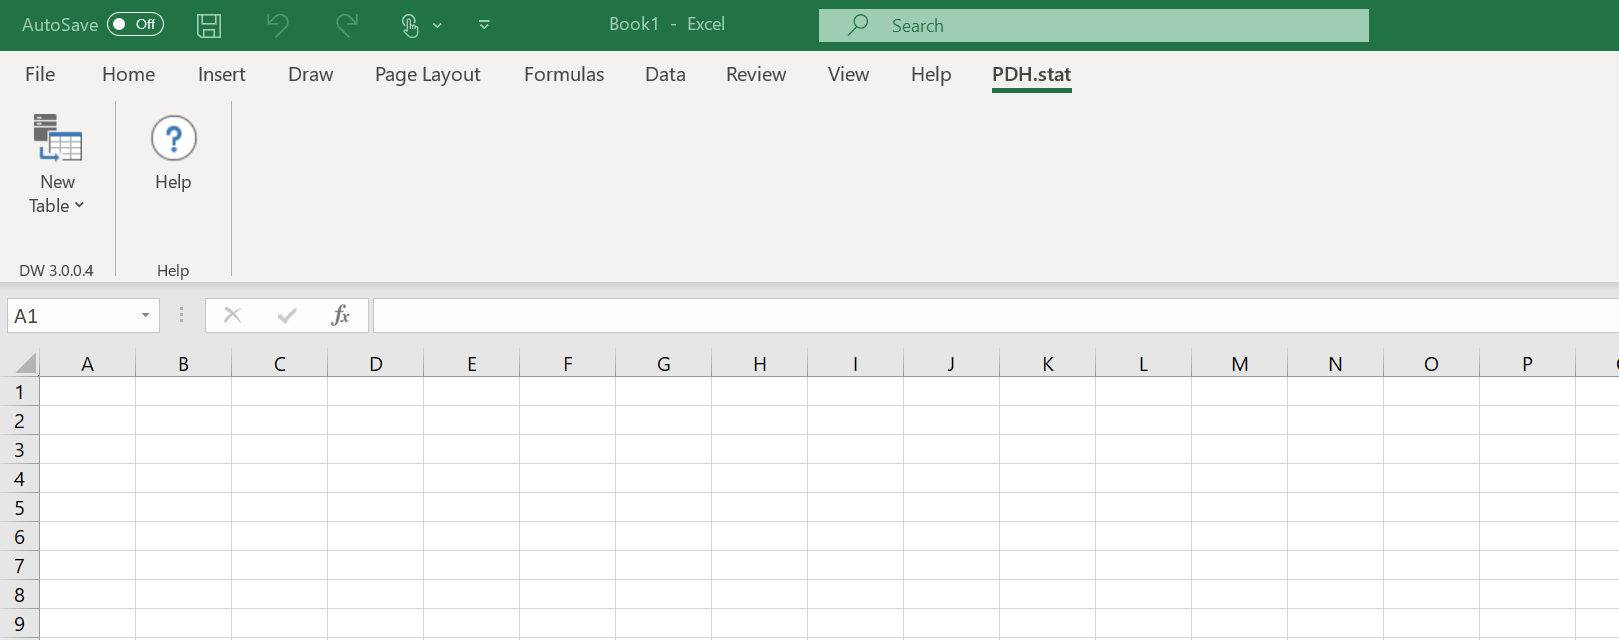 AutoSave Off Book1 - Excel Search
File Home Insert Draw Page Layout Formulas Data Review View Help PDH.stat
? 
New Help
Table
DW 3.0.0.4 Help
A1 fx
A B C D E F G H I J K L M N O P
1
2
3
4
5
6
7
8
9